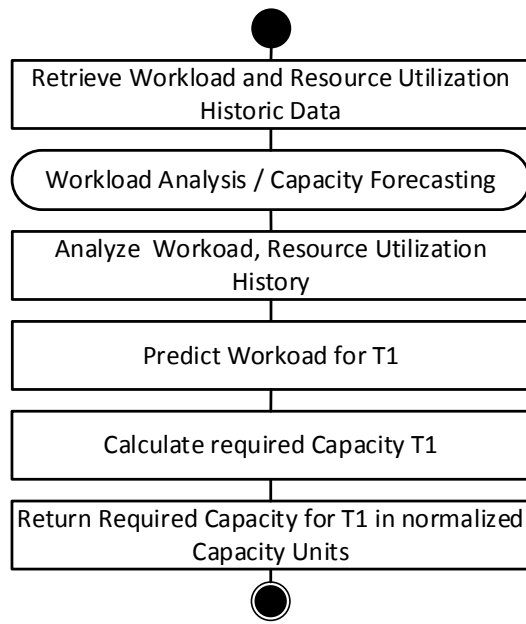 Retrieve Workload and Resource Utilization
Historic Data
Workload Analysis / Capacity Forecasting
Analyze  Workoad, Resource Utilization
History
Predict Workoad for T1
Calculate required Capacity T1
Return Required Capacity for T1 in normalized
Capacity Units